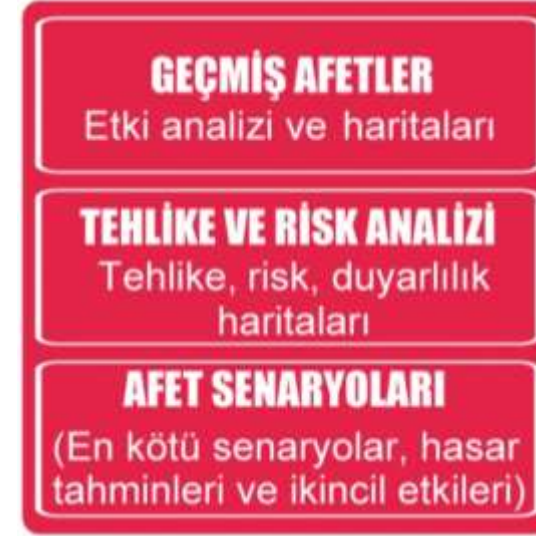 GEÇMİŞ AFETLER
Etki analizi ve haritaları
TEHLİKE VE RİSK ANALİZİ
Tehlike, risk, duyarlılık
haritaları
AFET SENARYOLARI
(En kötü senaryolar, hasar
tahminleri ve ikincil etkileri)